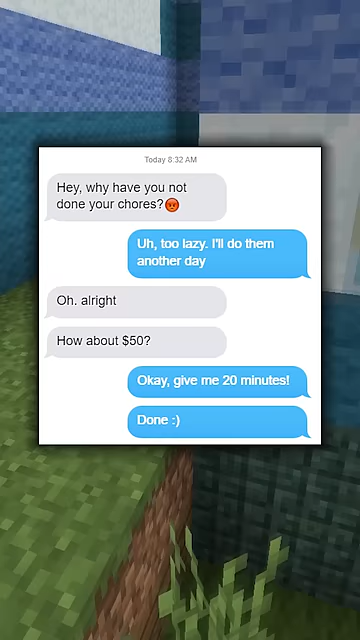 Today 8:32 AM
Hey, why have you not
done your chores?😡
Uh, too lazy. I'll do them
another day
Oh. alright
How about $50?
Okay, give me 20 minutes!
Done :)